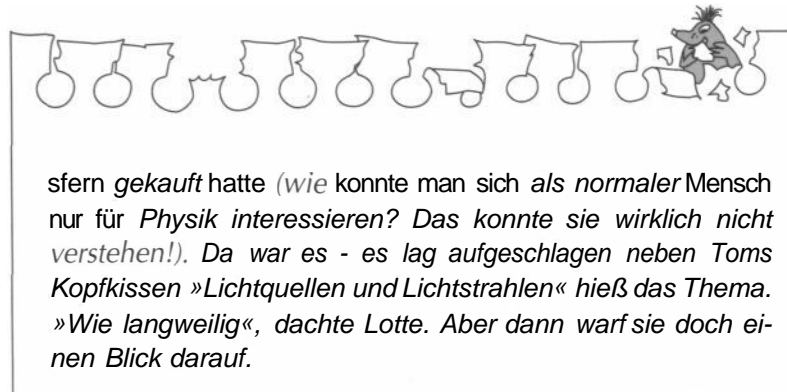 sfern gekauft hatte (wie konnte man sich als normaler Mensch
nur für Physik interessieren? Das konnte sie wirklich nicht
verstehen!). Da war es - es lag aufgeschlagen neben Toms
Kopfkissen »Lichtquellen und Lichtstrahlen« hieß das Thema.
»Wie langweilig«, dachte Lotte. Aber dann warf sie doch ei-
nen Blick darauf.